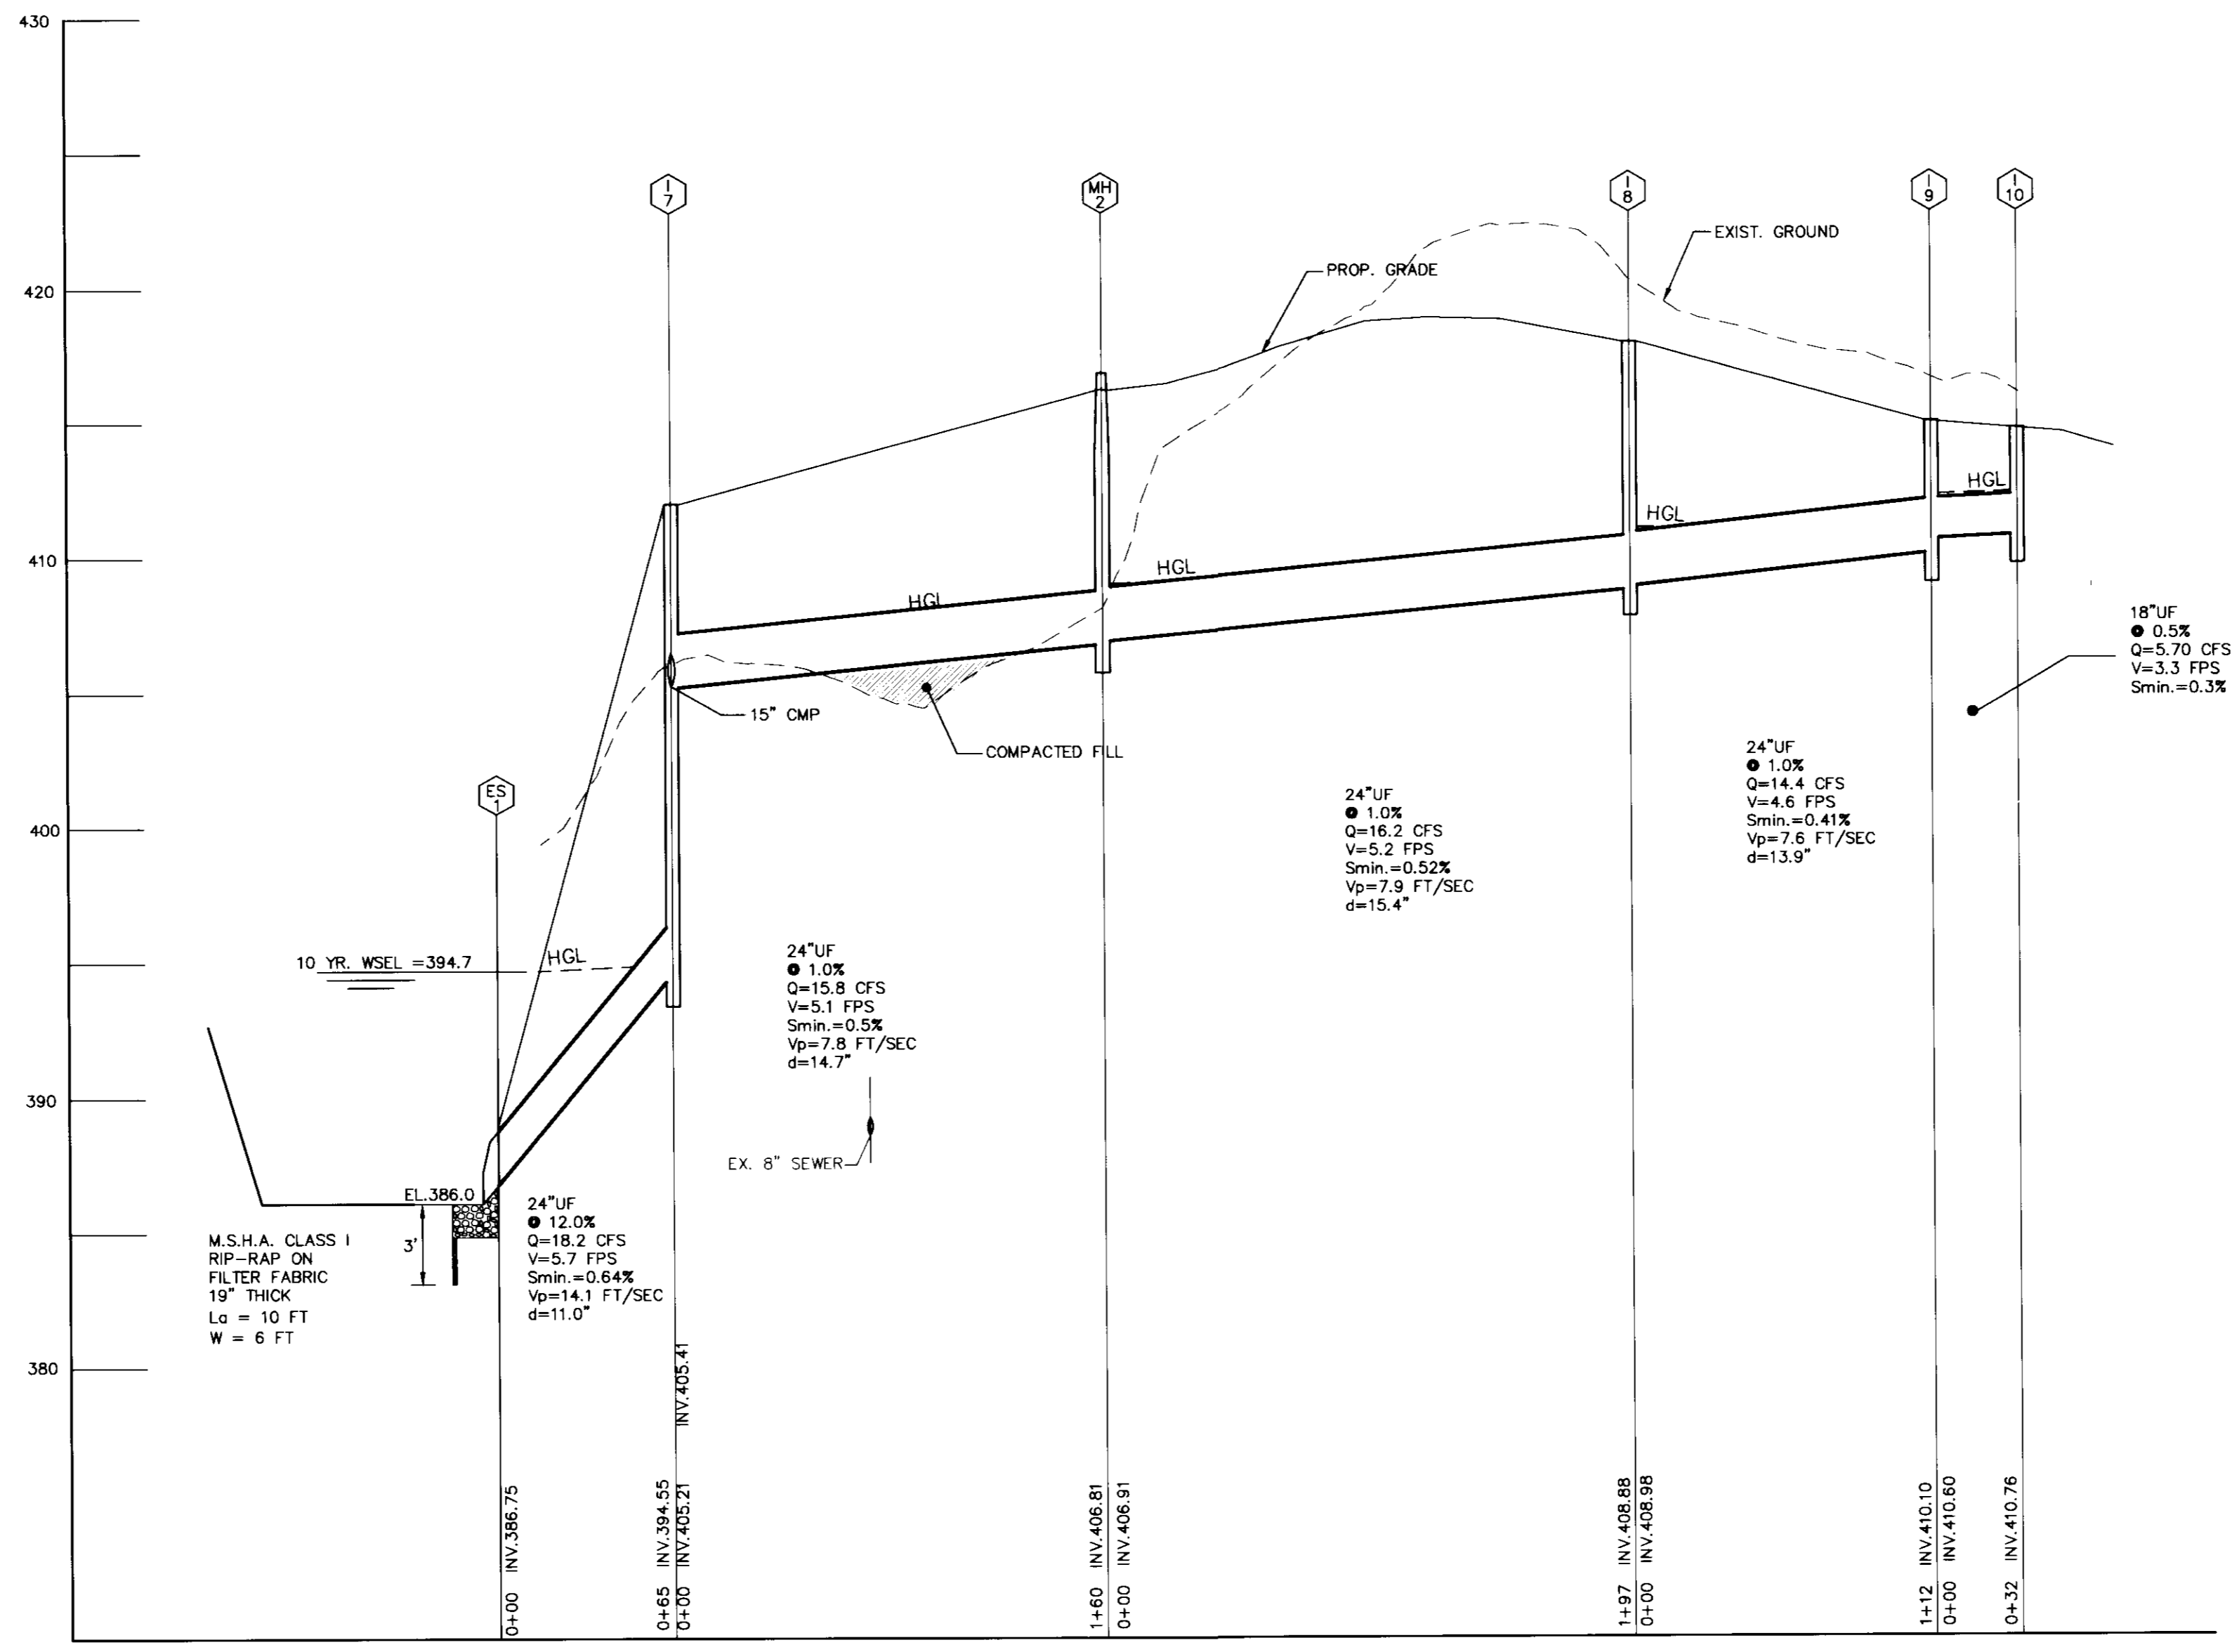 430
420
410
400
390
380
I
7
MH
2
I
8
I
9
I
10
ES
1
EXIST. GROUND
PROP. GRADE
HGL
HGL
HGL
HGL
HGL
15" CMP
COMPACTED FILL
10 YR. WSEL =394.7
EL.386.0
3'
M.S.H.A. CLASS I
RIP-RAP ON
FILTER FABRIC
19" THICK
La = 10 FT
W = 6 FT
24"UF
@ 12.0%
Q=18.2 CFS
V=5.7 FPS
Smin.=0.64%
Vp=14.1 FT/SEC
d=11.0"
24"UF
@ 1.0%
Q=15.8 CFS
V=5.1 FPS
Smin.=0.5%
Vp=7.8 FT/SEC
d=14.7"
EX. 8" SEWER
24"UF
@ 1.0%
Q=16.2 CFS
V=5.2 FPS
Smin.=0.52%
Vp=7.9 FT/SEC
d=15.4"
24"UF
@ 1.0%
Q=14.4 CFS
V=4.6 FPS
Smin.=0.41%
Vp=7.6 FT/SEC
d=13.9"
18"UF
@ 0.5%
Q=5.70 CFS
V=3.3 FPS
Smin.=0.3%
0+00 INV.386.75
0+65 INV.394.55
0+00 INV.405.21
INV.405.41
1+60 INV.406.81
0+00 INV.406.91
1+97 INV.408.88
0+00 INV.408.98
1+12 INV.410.10
0+00 INV.410.60
0+32 INV.410.76